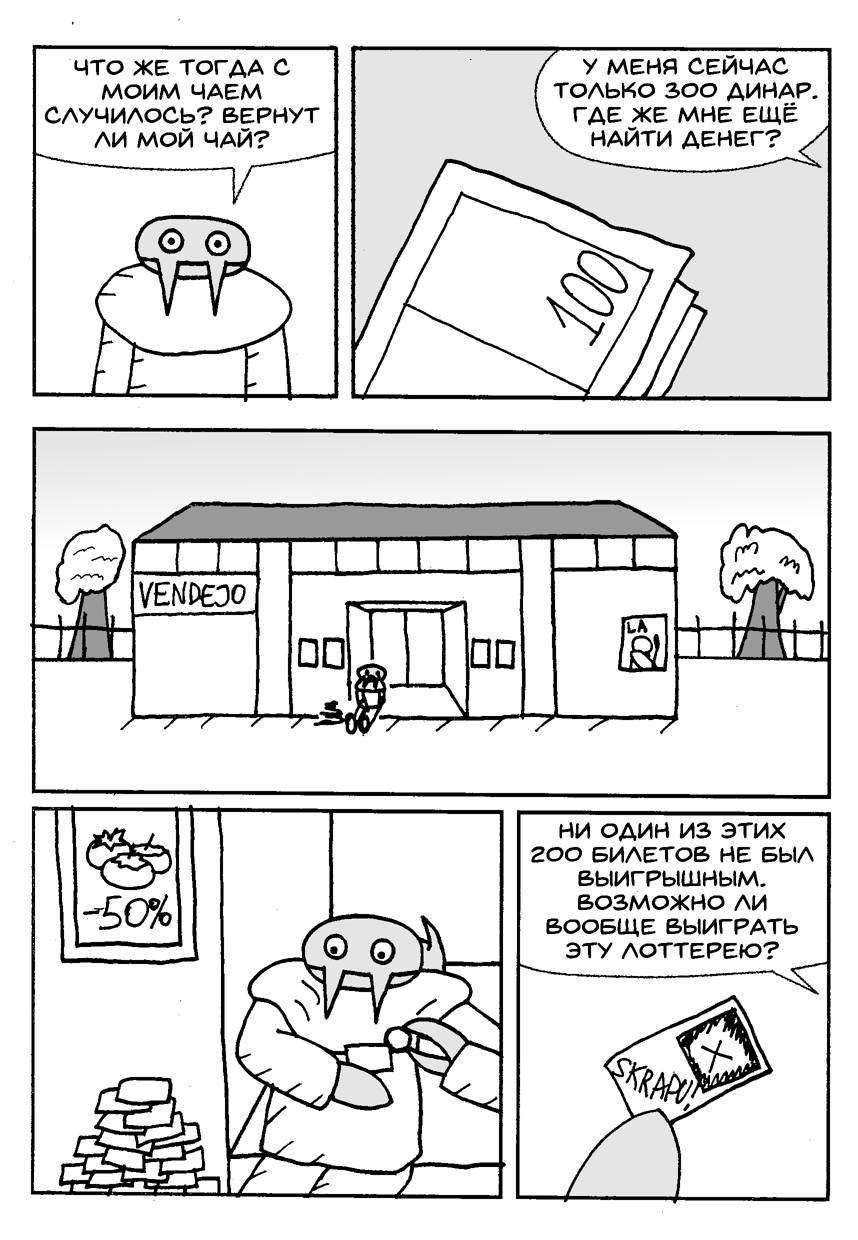 ЧТО ЖЕ ТОГДА С
МОИМ ЧАЕМ
СЛУЧИЛОСЬ? ВЕРНУТ
ЛИ МОЙ ЧАЙ?
У МЕНЯ СЕЙЧАС
ТОЛЬКО 300 ДИНАР.
ГДЕ ЖЕ МНЕ ЕЩЁ
НАЙТИ ДЕНЕГ?
100
VENDEJO
LA
-50%
НИ ОДИН ИЗ ЭТИХ
200 БИЛЕТОВ НЕ БЫЛ
ВЫИГРЫШНЫМ.
ВОЗМОЖНО ЛИ
ВООБЩЕ ВЫИГРАТЬ
ЭТУ ЛОТТЕРЕЮ?
SKRAPU!
X